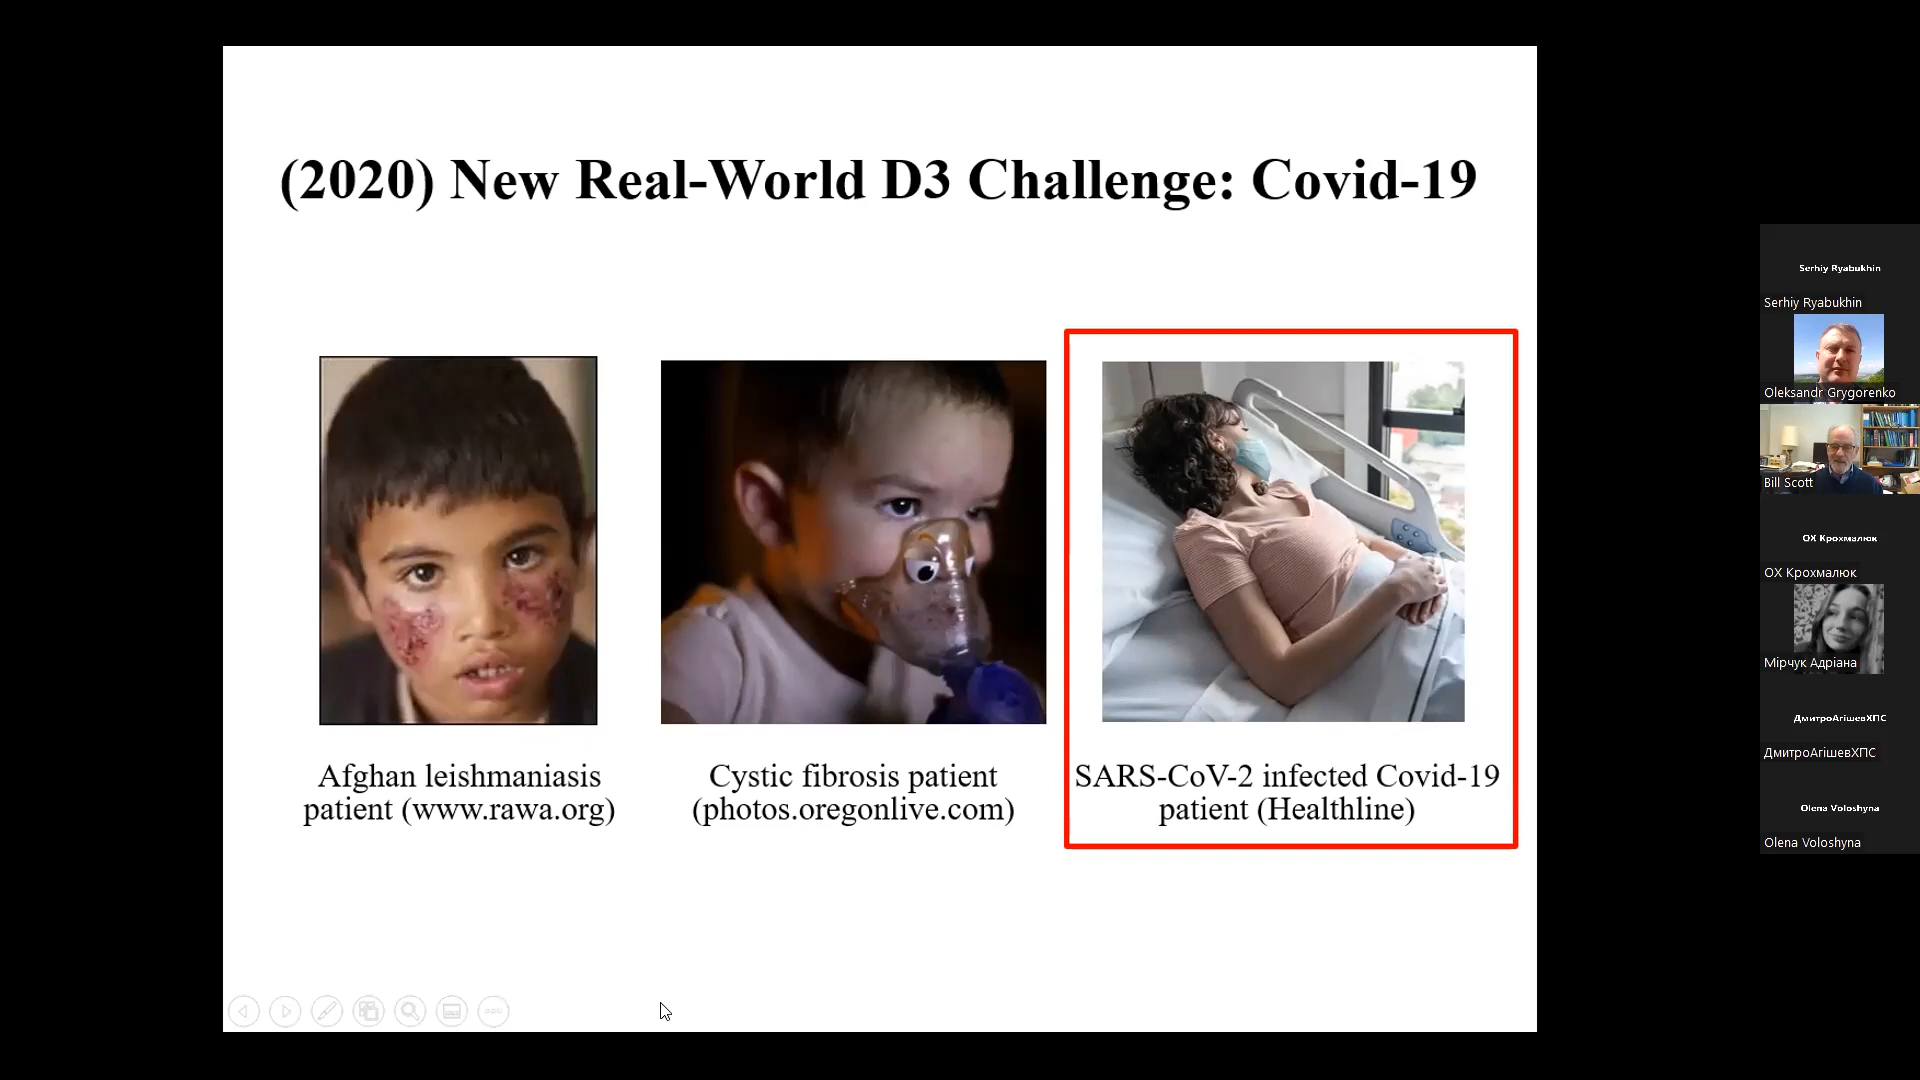 (2020) New Real-World D3 Challenge: Covid-19
Afghan leishmaniasis
patient (www.rawa.org)
Cystic fibrosis patient
(photos.oregonlive.com)
SARS-CoV-2 infected Covid-19
patient (Healthline)
Serhiy Ryabukhin
Serhiy Ryabukhin
Oleksandr Grygorenko
Bill Scott
ОХ Крохмалюк
ОХ Крохмалюк
Мірчук Адріана
ДмитроАгішевХПС
ДмитроАгішевХПС
Olena Voloshyna
Olena Voloshyna